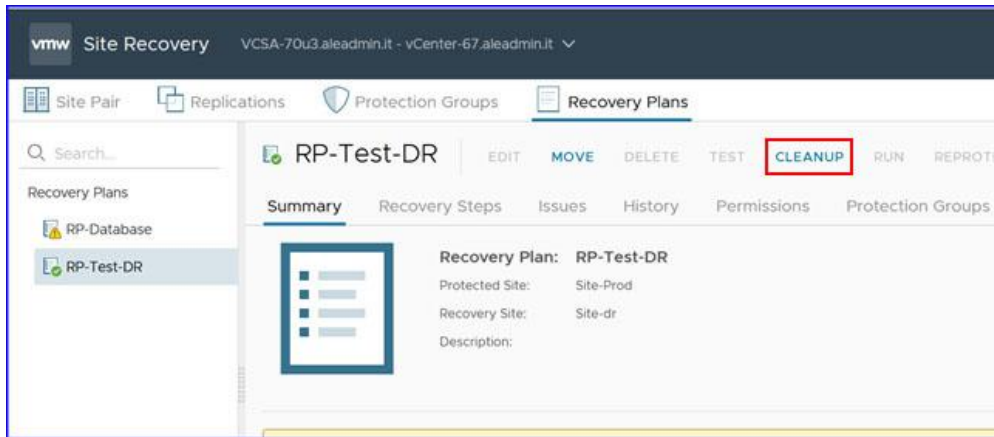 vmw Site Recovery VCSA-70u3.aleadmin.it - vCenter-67.aleadmin.it
Site Pair Replications Protection Groups Recovery Plans
Search...
RP-Test-DR EDIT MOVE DELETE TEST CLEANUP RUN REPROT
Recovery Plans
Summary Recovery Steps Issues History Permissions Protection Groups
RP-Database
RP-Test-DR
Recovery Plan: RP-Test-DR
Protected Site: Site-Prod
Recovery Site: Site-dr
Description: